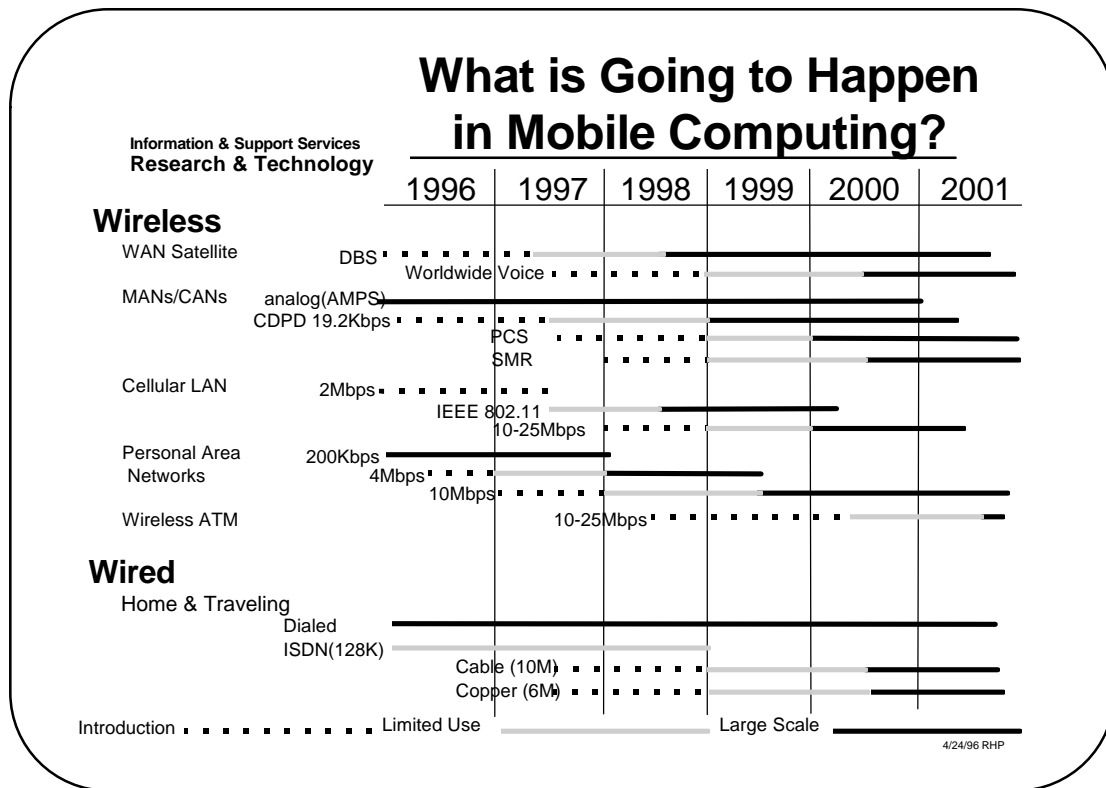 What is Going to Happen
in Mobile Computing?
Information & Support Services
Research & Technology
1996 1997 1998 1999 2000 2001
Wireless
WAN Satellite DBS
Worldwide Voice
MANs/CANs analog(AMPS)
CDPD 19.2Kbps
PCS
SMR
Cellular LAN 2Mbps
IEEE 802.11
10-25Mbps
Personal Area 200Kbps
Networks 4Mbps
10Mbps
Wireless ATM 10-25Mbps
Wired
Home & Traveling
Dialed
ISDN(128K)
Cable (10M)
Copper (6M)
Introduction Limited Use Large Scale
4/24/96 RHP